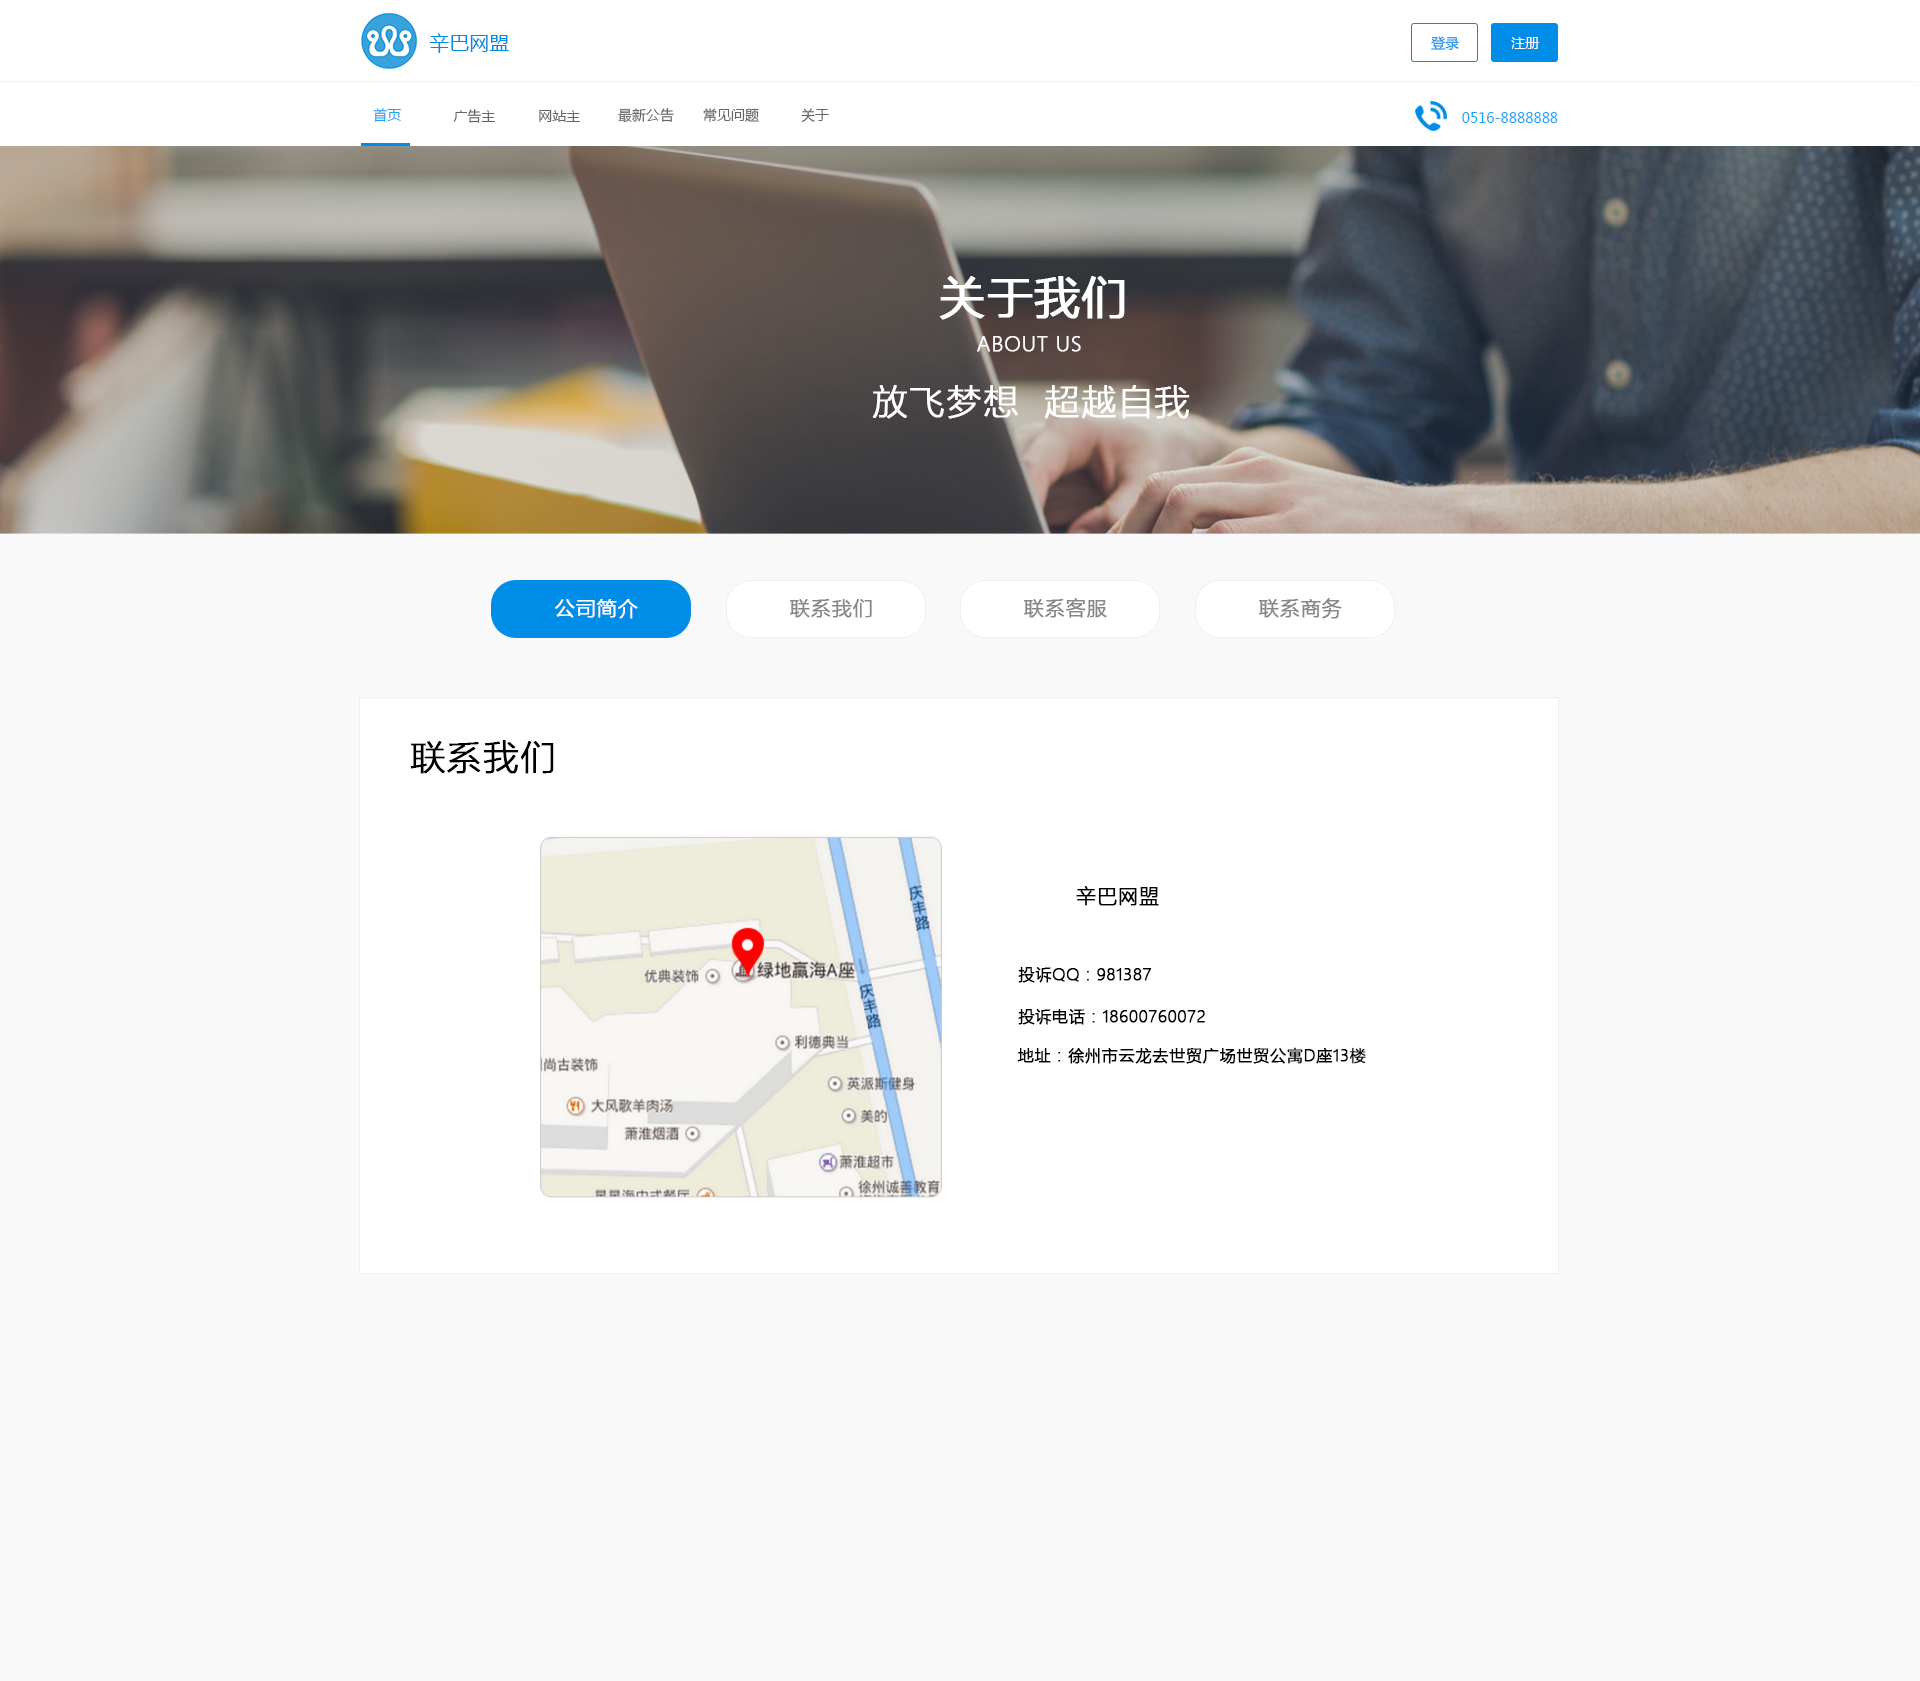 辛巴网盟
登录
注册
首页
广告主
网站主
最新公告
常见问题
关于
0516-8888888
关于我们
ABOUT US
放飞梦想 超越自我
公司简介
联系我们
联系客服
联系商务
联系我们
庆丰路
优典装饰
绿地赢海A座
庆丰路
利德典当
尚古装饰
英派斯健身
大风歌羊肉汤
美的
萧淮烟酒
萧淮超市
徐州诚善教育
辛巴网盟
投诉QQ：981387
投诉电话：18600760072
地址：徐州市云龙去世贸广场世贸公寓D座13楼